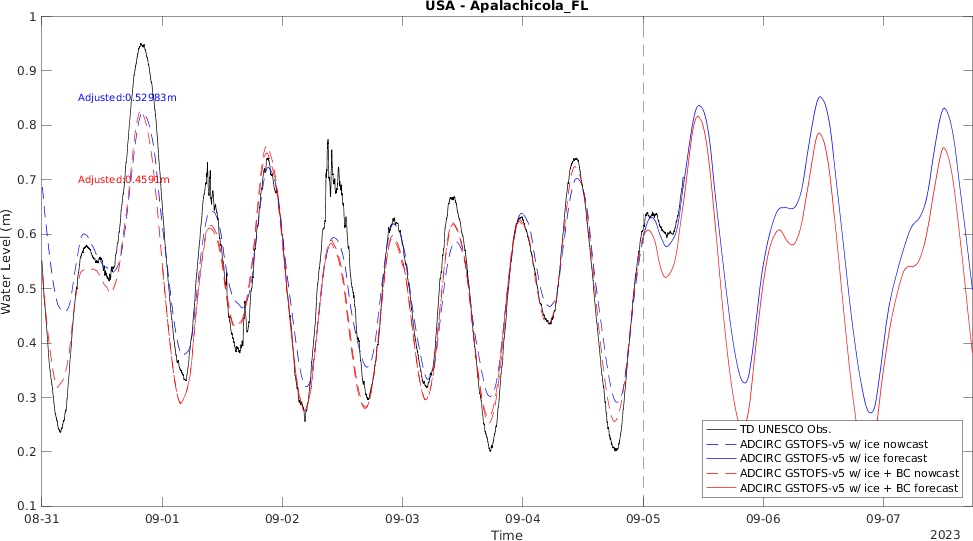 USA - Apalachicola_FL
1
0.9
0.8
0.7
0.6
0.5
0.4
0.3
0.2
0.1
Water Level (m)
Adjusted:0.52983m
Adjusted:0.4591m
TD UNESCO Obs.
ADCIRC GSTOFS-v5 w/ ice nowcast
ADCIRC GSTOFS-v5 w/ ice forecast
ADCIRC GSTOFS-v5 w/ ice + BC nowcast
ADCIRC GSTOFS-v5 w/ ice + BC forecast
08-31 09-01 09-02 09-03 09-04 09-05 09-06 09-07
Time
2023